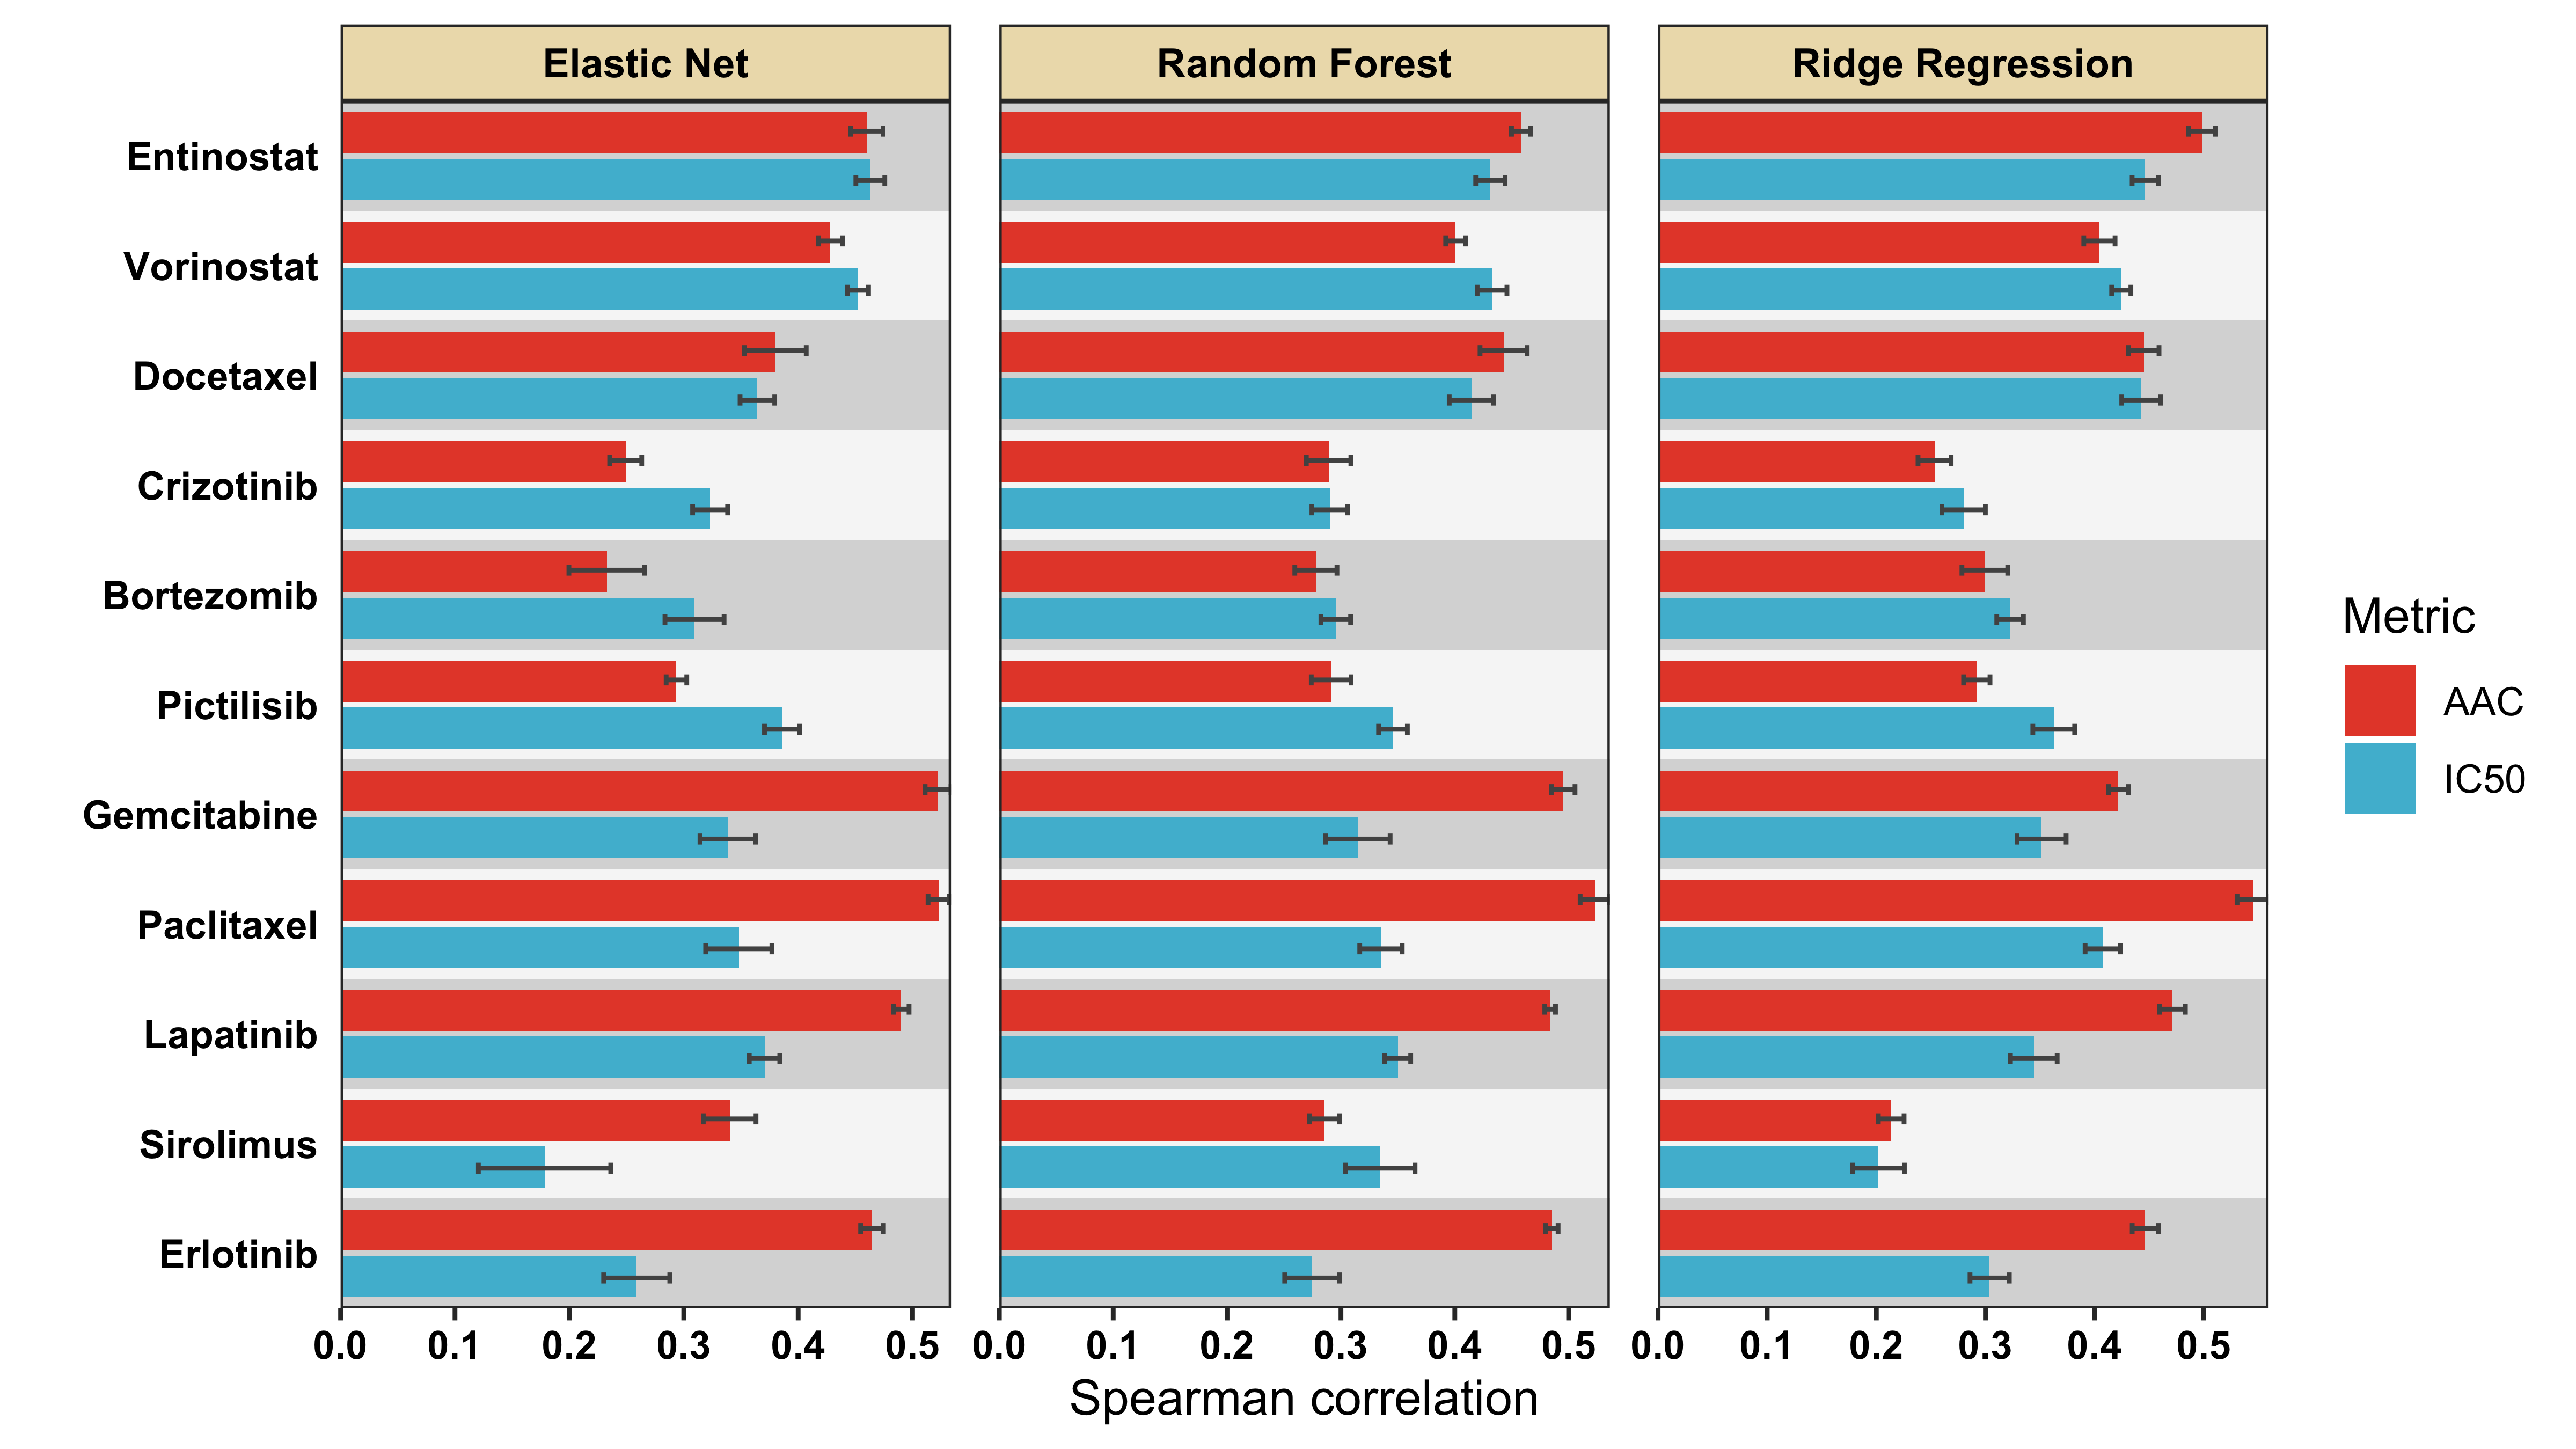 Elastic Net
Random Forest
Ridge Regression
Entinostat
Vorinostat
Docetaxel
Crizotinib
Bortezomib
Pictilisib
Gemcitabine
Paclitaxel
Lapatinib
Sirolimus
Erlotinib
0.0 0.1 0.2 0.3 0.4 0.5
0.0 0.1 0.2 0.3 0.4 0.5
0.0 0.1 0.2 0.3 0.4 0.5
Spearman correlation
Metric
AAC
IC50